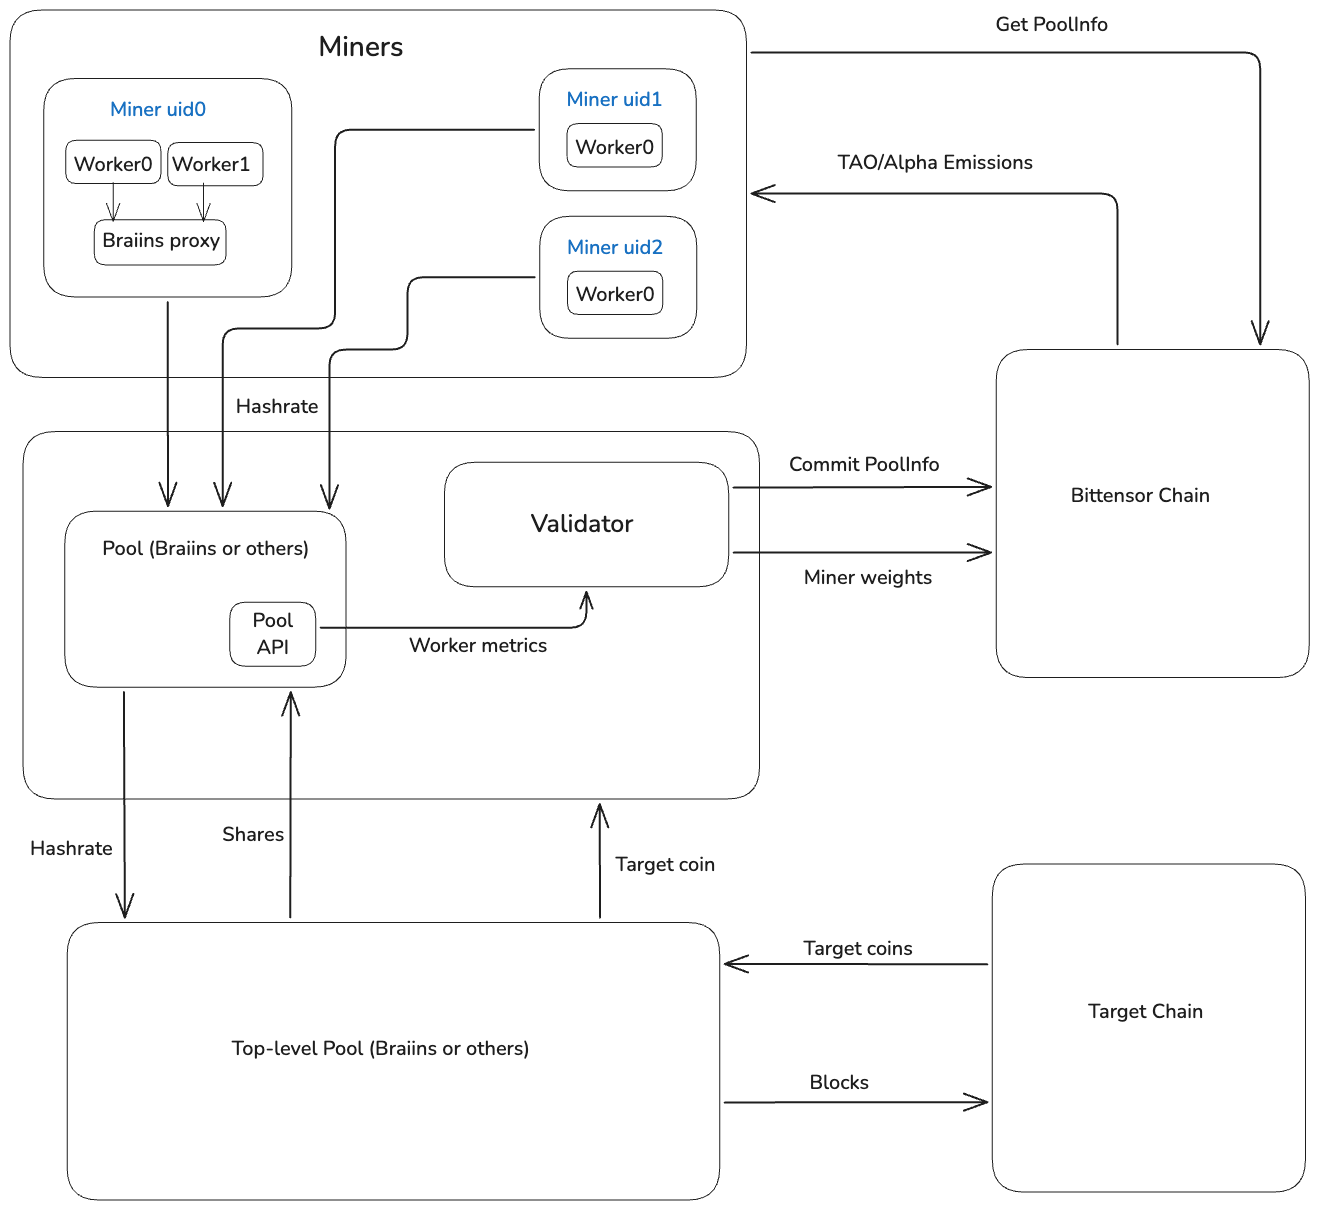 Get PoolInfo
Miners
Miner uid0
Worker0
Worker1
Braiins proxy
Miner uid1
Worker0
Miner uid2
Worker0
TAO/Alpha Emissions
Hashrate
Validator
Commit PoolInfo
Miner weights
Bittensor Chain
Pool (Braiins or others)
Pool
API
Worker metrics
Hashrate
Shares
Target coin
Top-level Pool (Braiins or others)
Target coins
Blocks
Target Chain